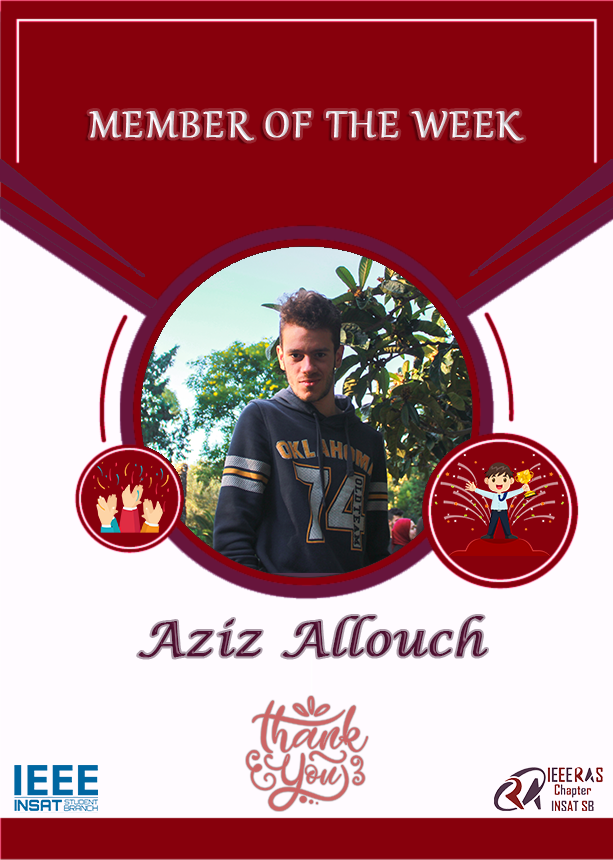 MEMBER OF THE WEEK
OKLAHOMA
74
OLDTEAM
Aziz Allouch
thank
you
IEEE
INSAT STUDENT BRANCH
IEEE RAS
Chapter
INSAT SB